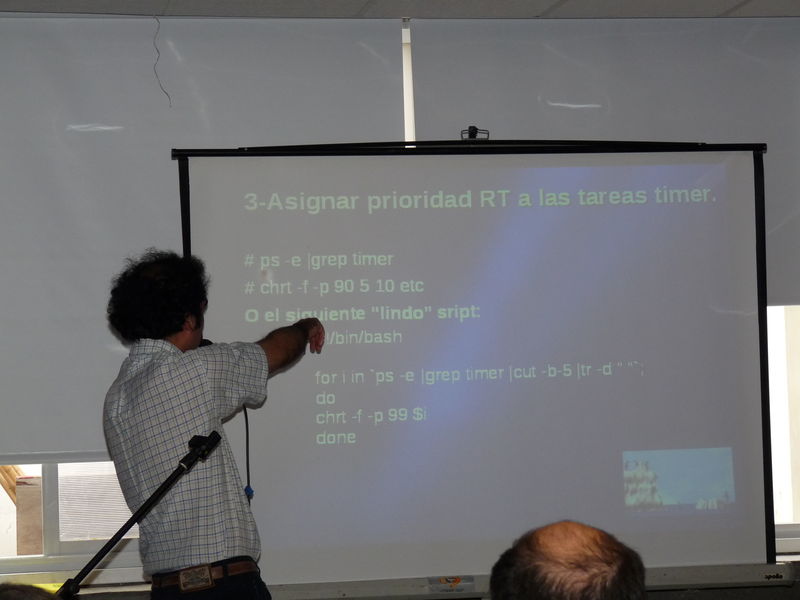 3-Asignar prioridad RT a las tareas timer.
# ps -e |grep timer
# chrt -f -p 90 5 10 etc
O el siguiente "lindo" sript:
!/bin/bash
for i in `ps -e |grep timer |cut -b-5 |tr -d " "`;
do
chrt -f -p 99 $i
done
apollo